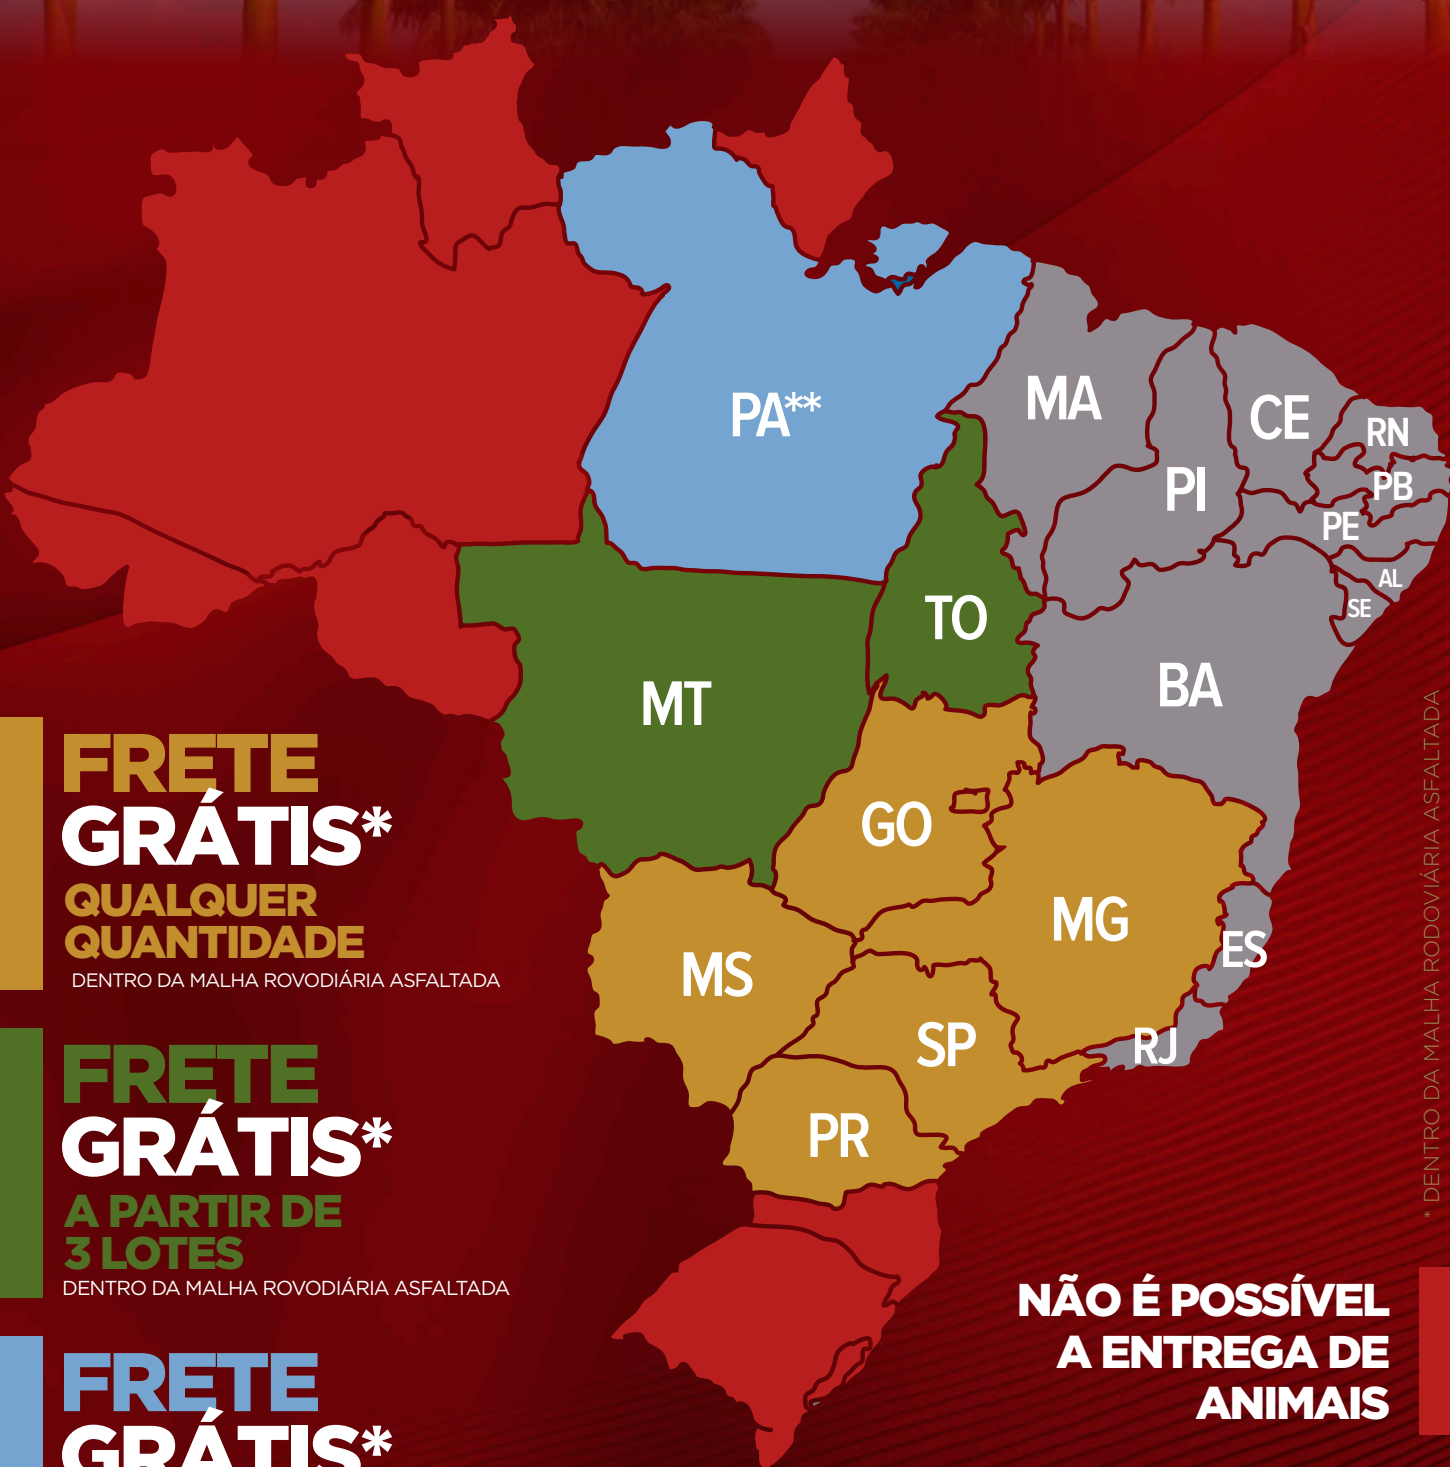 PA**
MA
CE
RN
PI
PB
PE
AL
SE
TO
BA
MT
GO
MG
ES
MS
SP
RJ
PR
FRETE
GRÁTIS*
QUALQUER
QUANTIDADE
DENTRO DA MALHA ROVODIÁRIA ASFALTADA
FRETE
GRÁTIS*
A PARTIR DE
3 LOTES
DENTRO DA MALHA ROVODIÁRIA ASFALTADA
FRETE
GRÁTIS*
NÃO É POSSÍVEL
A ENTREGA DE
ANIMAIS
* DENTRO DA MALHA RODOVIÁRIA ASFALTADA